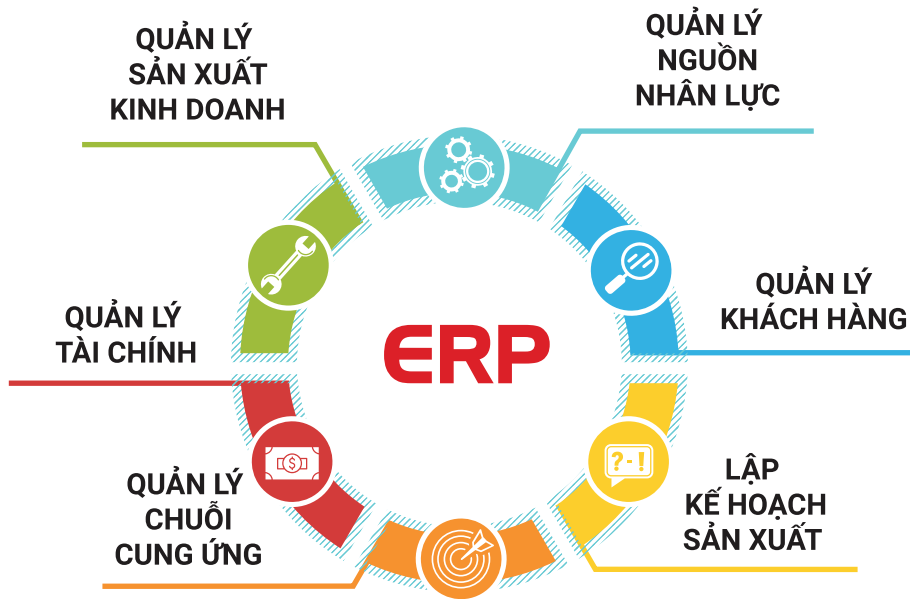 QUẢN LÝ
SẢN XUẤT
KINH DOANH
QUẢN LÝ
NGUỒN
NHÂN LỰC
QUẢN LÝ
KHÁCH HÀNG
QUẢN LÝ
TÀI CHÍNH
ERP
$
?-!
QUẢN LÝ
CHUỖI
CUNG ỨNG
LẬP
KẾ HOẠCH
SẢN XUẤT